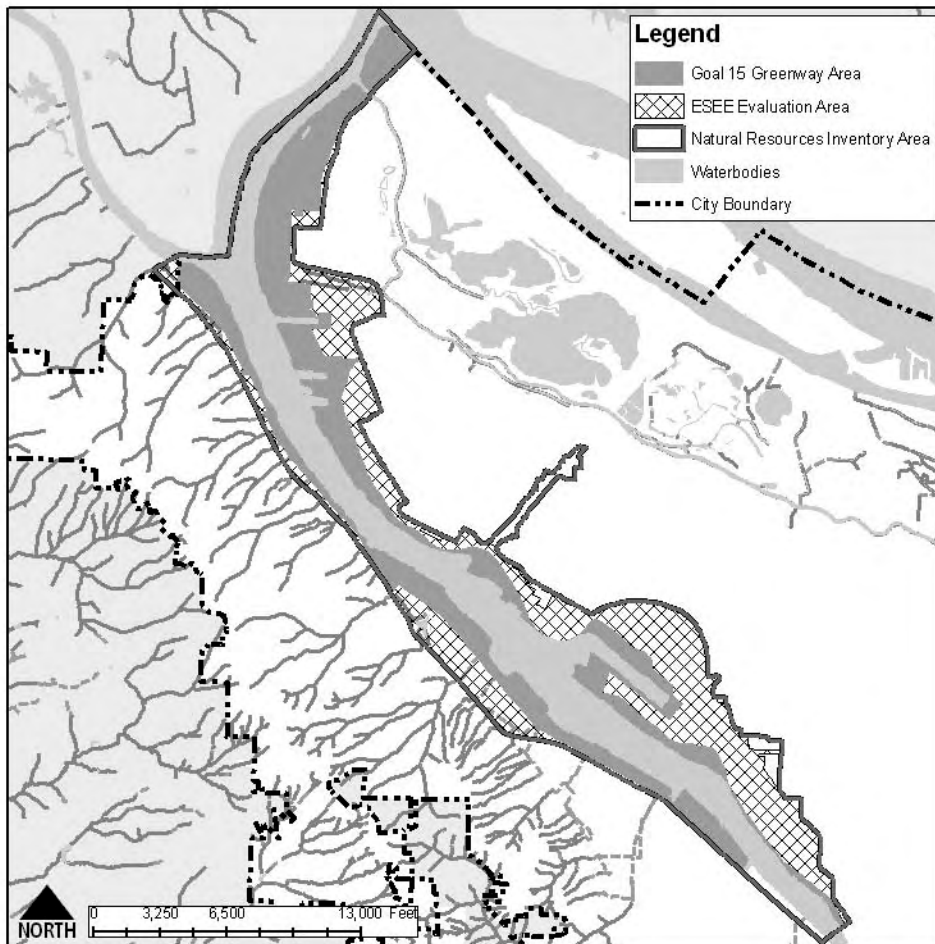 Legend
Goal 15 Greenway Area
ESEE Evaluation Area
Natural Resources Inventory Area
Waterbodies
City Boundary
NORTH
0 3,250 6,500 13,000 Feet